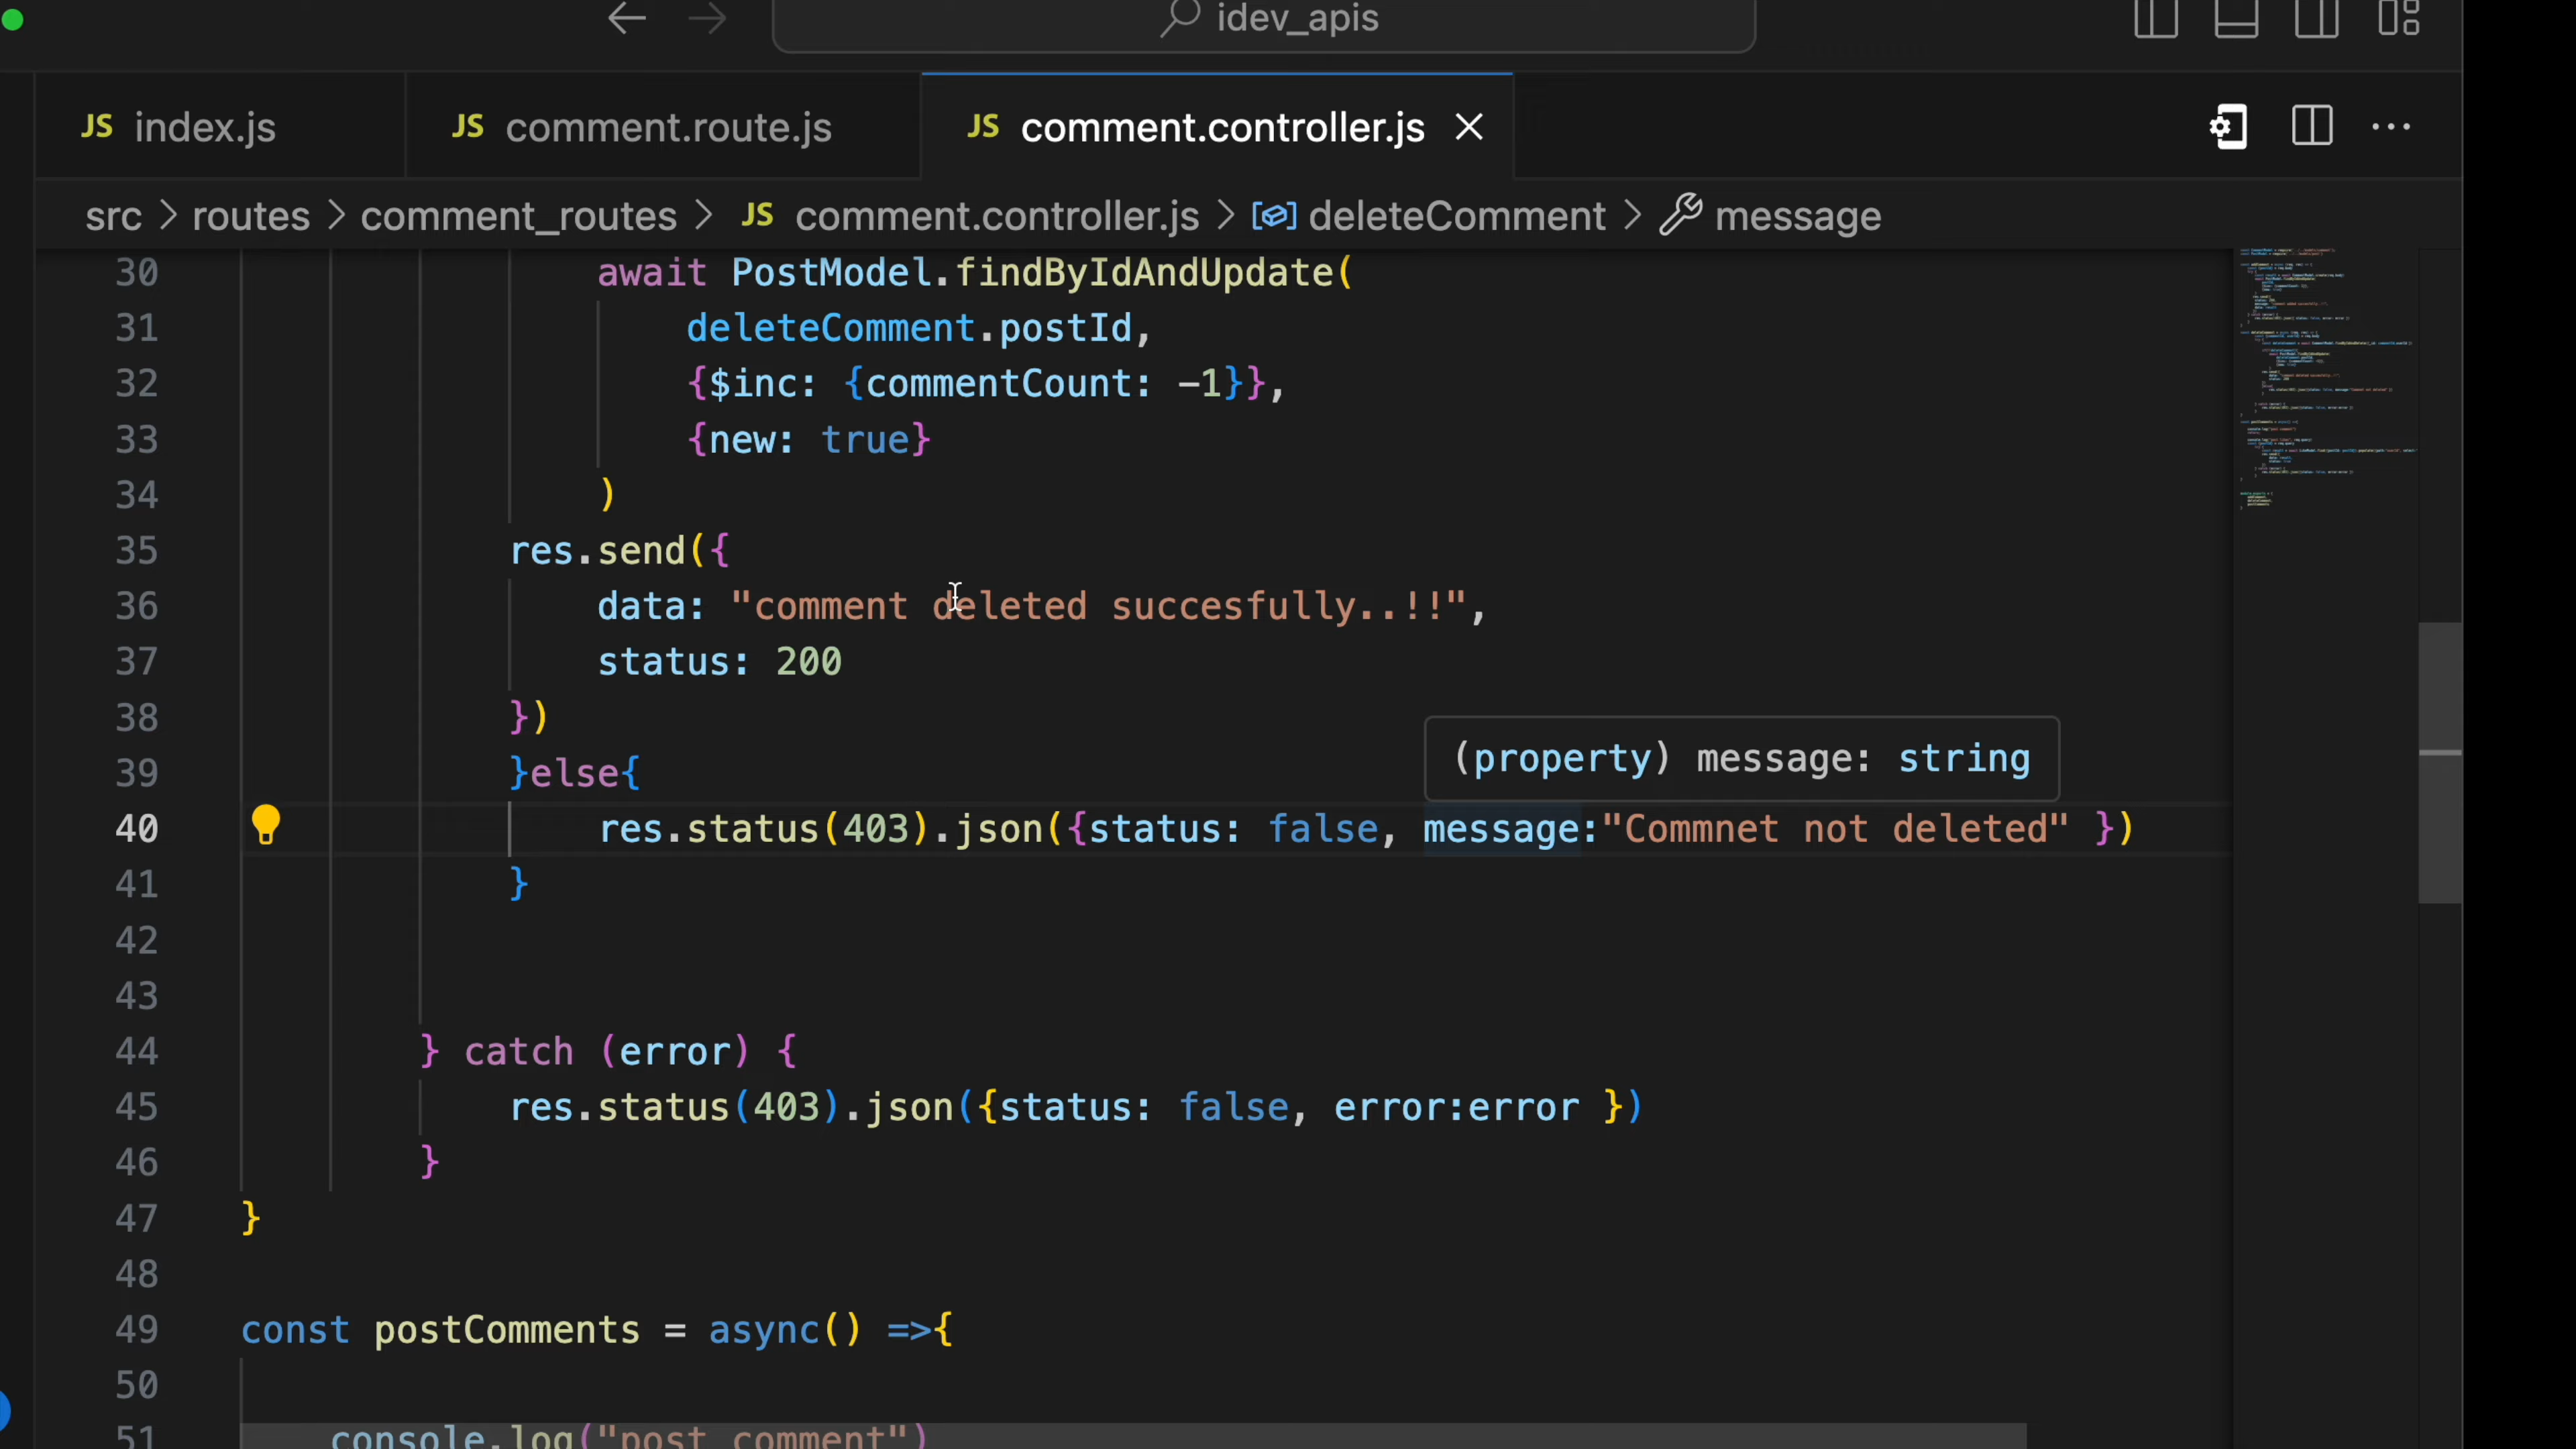 idev_apis
JS index.js JS comment.route.js JS comment.controller.js
src > routes > comment_routes > JS comment.controller.js > deleteComment > message
30 await PostModel.findByIdAndUpdate(
31 deleteComment.postId,
32 {$inc: {commentCount: -1}},
33 {new: true}
34 )
35 res.send({
36 data: "comment deleted succesfully..!!",
37 status: 200
38 })
39 }else{
(property) message: string
40 res.status(403).json({status: false, message:"Commnet not deleted" })
41 }
42
43
44 } catch (error) {
45 res.status(403).json({status: false, error:error })
46 }
47 }
48
49 const postComments = async() =>{
50
51 console.log("post comment")